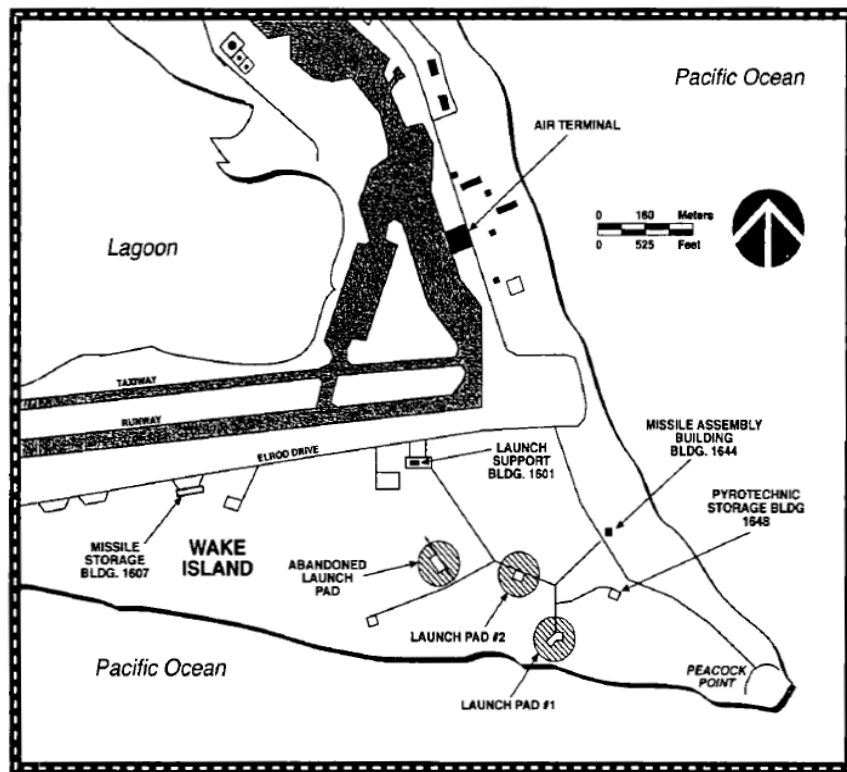 Pacific Ocean
AIR TERMINAL
0 160 Meters
0 525 Feet
Lagoon
TAXIWAY
RUNWAY
ELROD DRIVE
LAUNCH
SUPPORT
BLDG. 1601
MISSILE ASSEMBLY
BUILDING
BLDG. 1644
PYROTECHNIC
STORAGE BLDG
1648
MISSILE
STORAGE
BLDG. 1607
WAKE
ISLAND
ABANDONED
LAUNCH
PAD
LAUNCH PAD #2
LAUNCH PAD #1
Pacific Ocean
PEACOCK
POINT